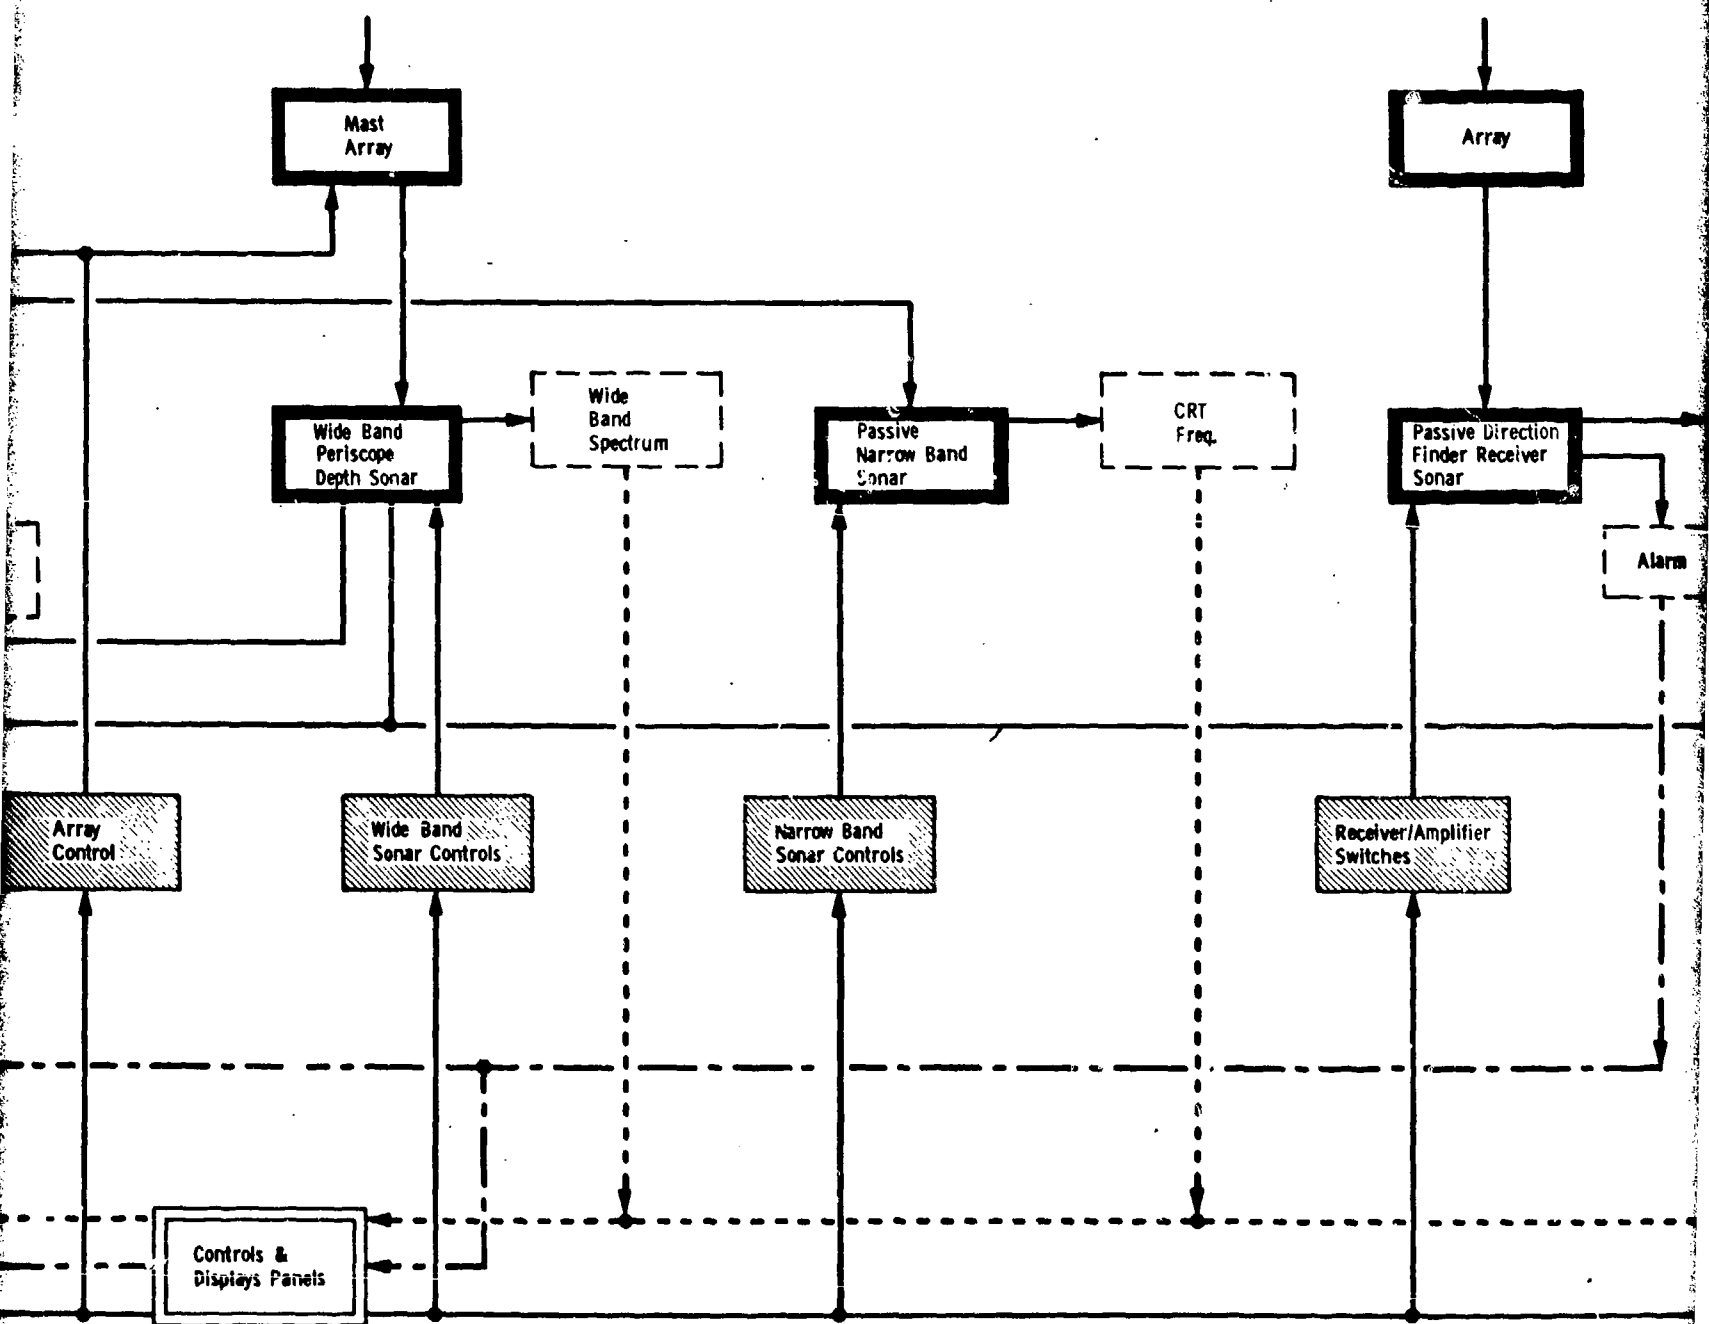 Mast
Array
Array
Wide Band
Periscope
Depth Sonar
Wide
Band
Spectrum
Passive
Narrow Band
Sonar
CRT
Freq.
Passive Direction
Finder Receiver
Sonar
Alarm
Array
Control
Wide Band
Sonar Controls
Narrow Band
Sonar Controls
Receiver/Amplifier
Switches
Controls &
Displays Panels